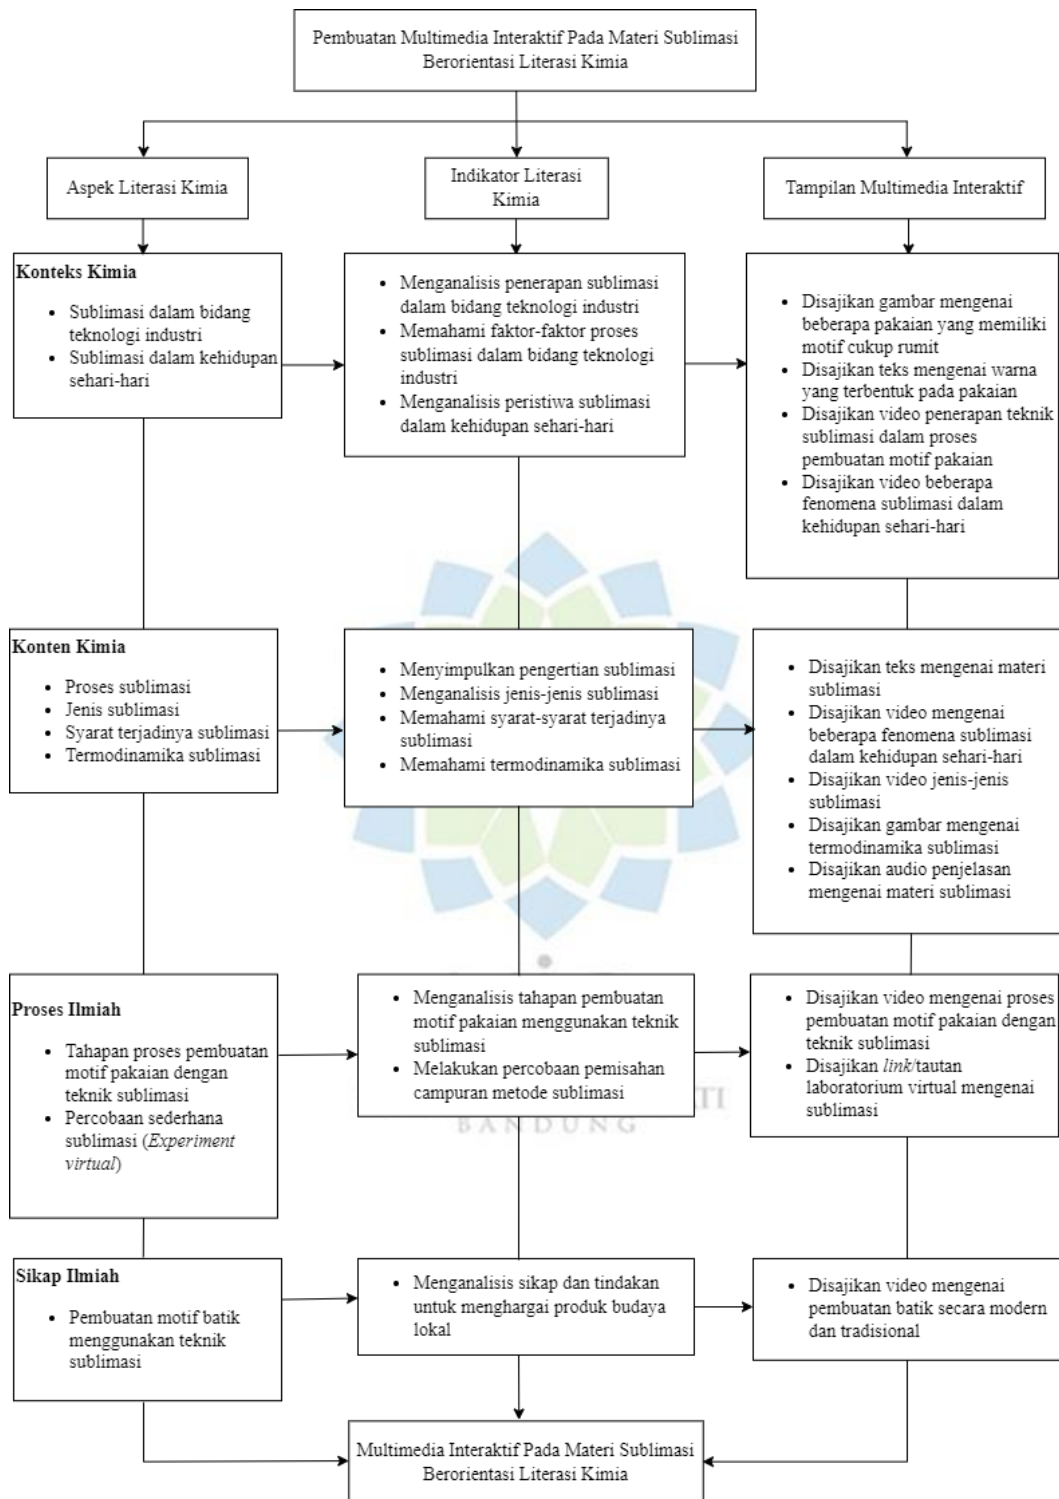 Pembuatan Multimedia Interaktif Pada Materi Sublimasi
Berorientasi Literasi Kimia
Aspek Literasi Kimia
Indikator Literasi
Kimia
Tampilan Multimedia Interaktif
Konteks Kimia
• Sublimasi dalam bidang
teknologi industri
• Sublimasi dalam kehidupan
sehari-hari
• Menganalisis penerapan sublimasi
dalam bidang teknologi industri
• Memahami faktor-faktor proses
sublimasi dalam bidang teknologi
industri
• Menganalisis peristiwa sublimasi
dalam kehidupan sehari-hari
• Disajikan gambar mengenai
beberapa pakaian yang memiliki
motif cukup rumit
• Disajikan teks mengenai warna
yang terbentuk pada pakaian
• Disajikan video penerapan teknik
sublimasi dalam proses
pembuatan motif pakaian
• Disajikan video beberapa
fenomena sublimasi dalam
kehidupan sehari-hari
Konten Kimia
• Proses sublimasi
• Jenis sublimasi
• Syarat terjadinya sublimasi
• Termodinamika sublimasi
• Menyimpulkan pengertian sublimasi
• Menganalisis jenis-jenis sublimasi
• Memahami syarat-syarat terjadinya
sublimasi
• Memahami termodinamika sublimasi
• Disajikan teks mengenai materi
sublimasi
• Disajikan video mengenai
beberapa fenomena sublimasi
dalam kehidupan sehari-hari
• Disajikan video jenis-jenis
sublimasi
• Disajikan gambar mengenai
termodinamika sublimasi
• Disajikan audio penjelasan
mengenai materi sublimasi
Proses Ilmiah
• Tahapan proses pembuatan
motif pakaian dengan
teknik sublimasi
• Percobaan sederhana
sublimasi (Experiment
virtual)
• Menganalisis tahapan pembuatan
motif pakaian menggunakan teknik
sublimasi
• Melakukan percobaan pemisahan
campuran metode sublimasi
• Disajikan video mengenai proses
pembuatan motif pakaian dengan
teknik sublimasi
• Disajikan link/tautan
laboratorium virtual mengenai
sublimasi
BANDUNG
Sikap Ilmiah
• Pembuatan motif batik
menggunakan teknik
sublimasi
• Menganalisis sikap dan tindakan
untuk menghargai produk budaya
lokal
• Disajikan video mengenai
pembuatan batik secara modern
dan tradisional
Multimedia Interaktif Pada Materi Sublimasi
Berorientasi Literasi Kimia